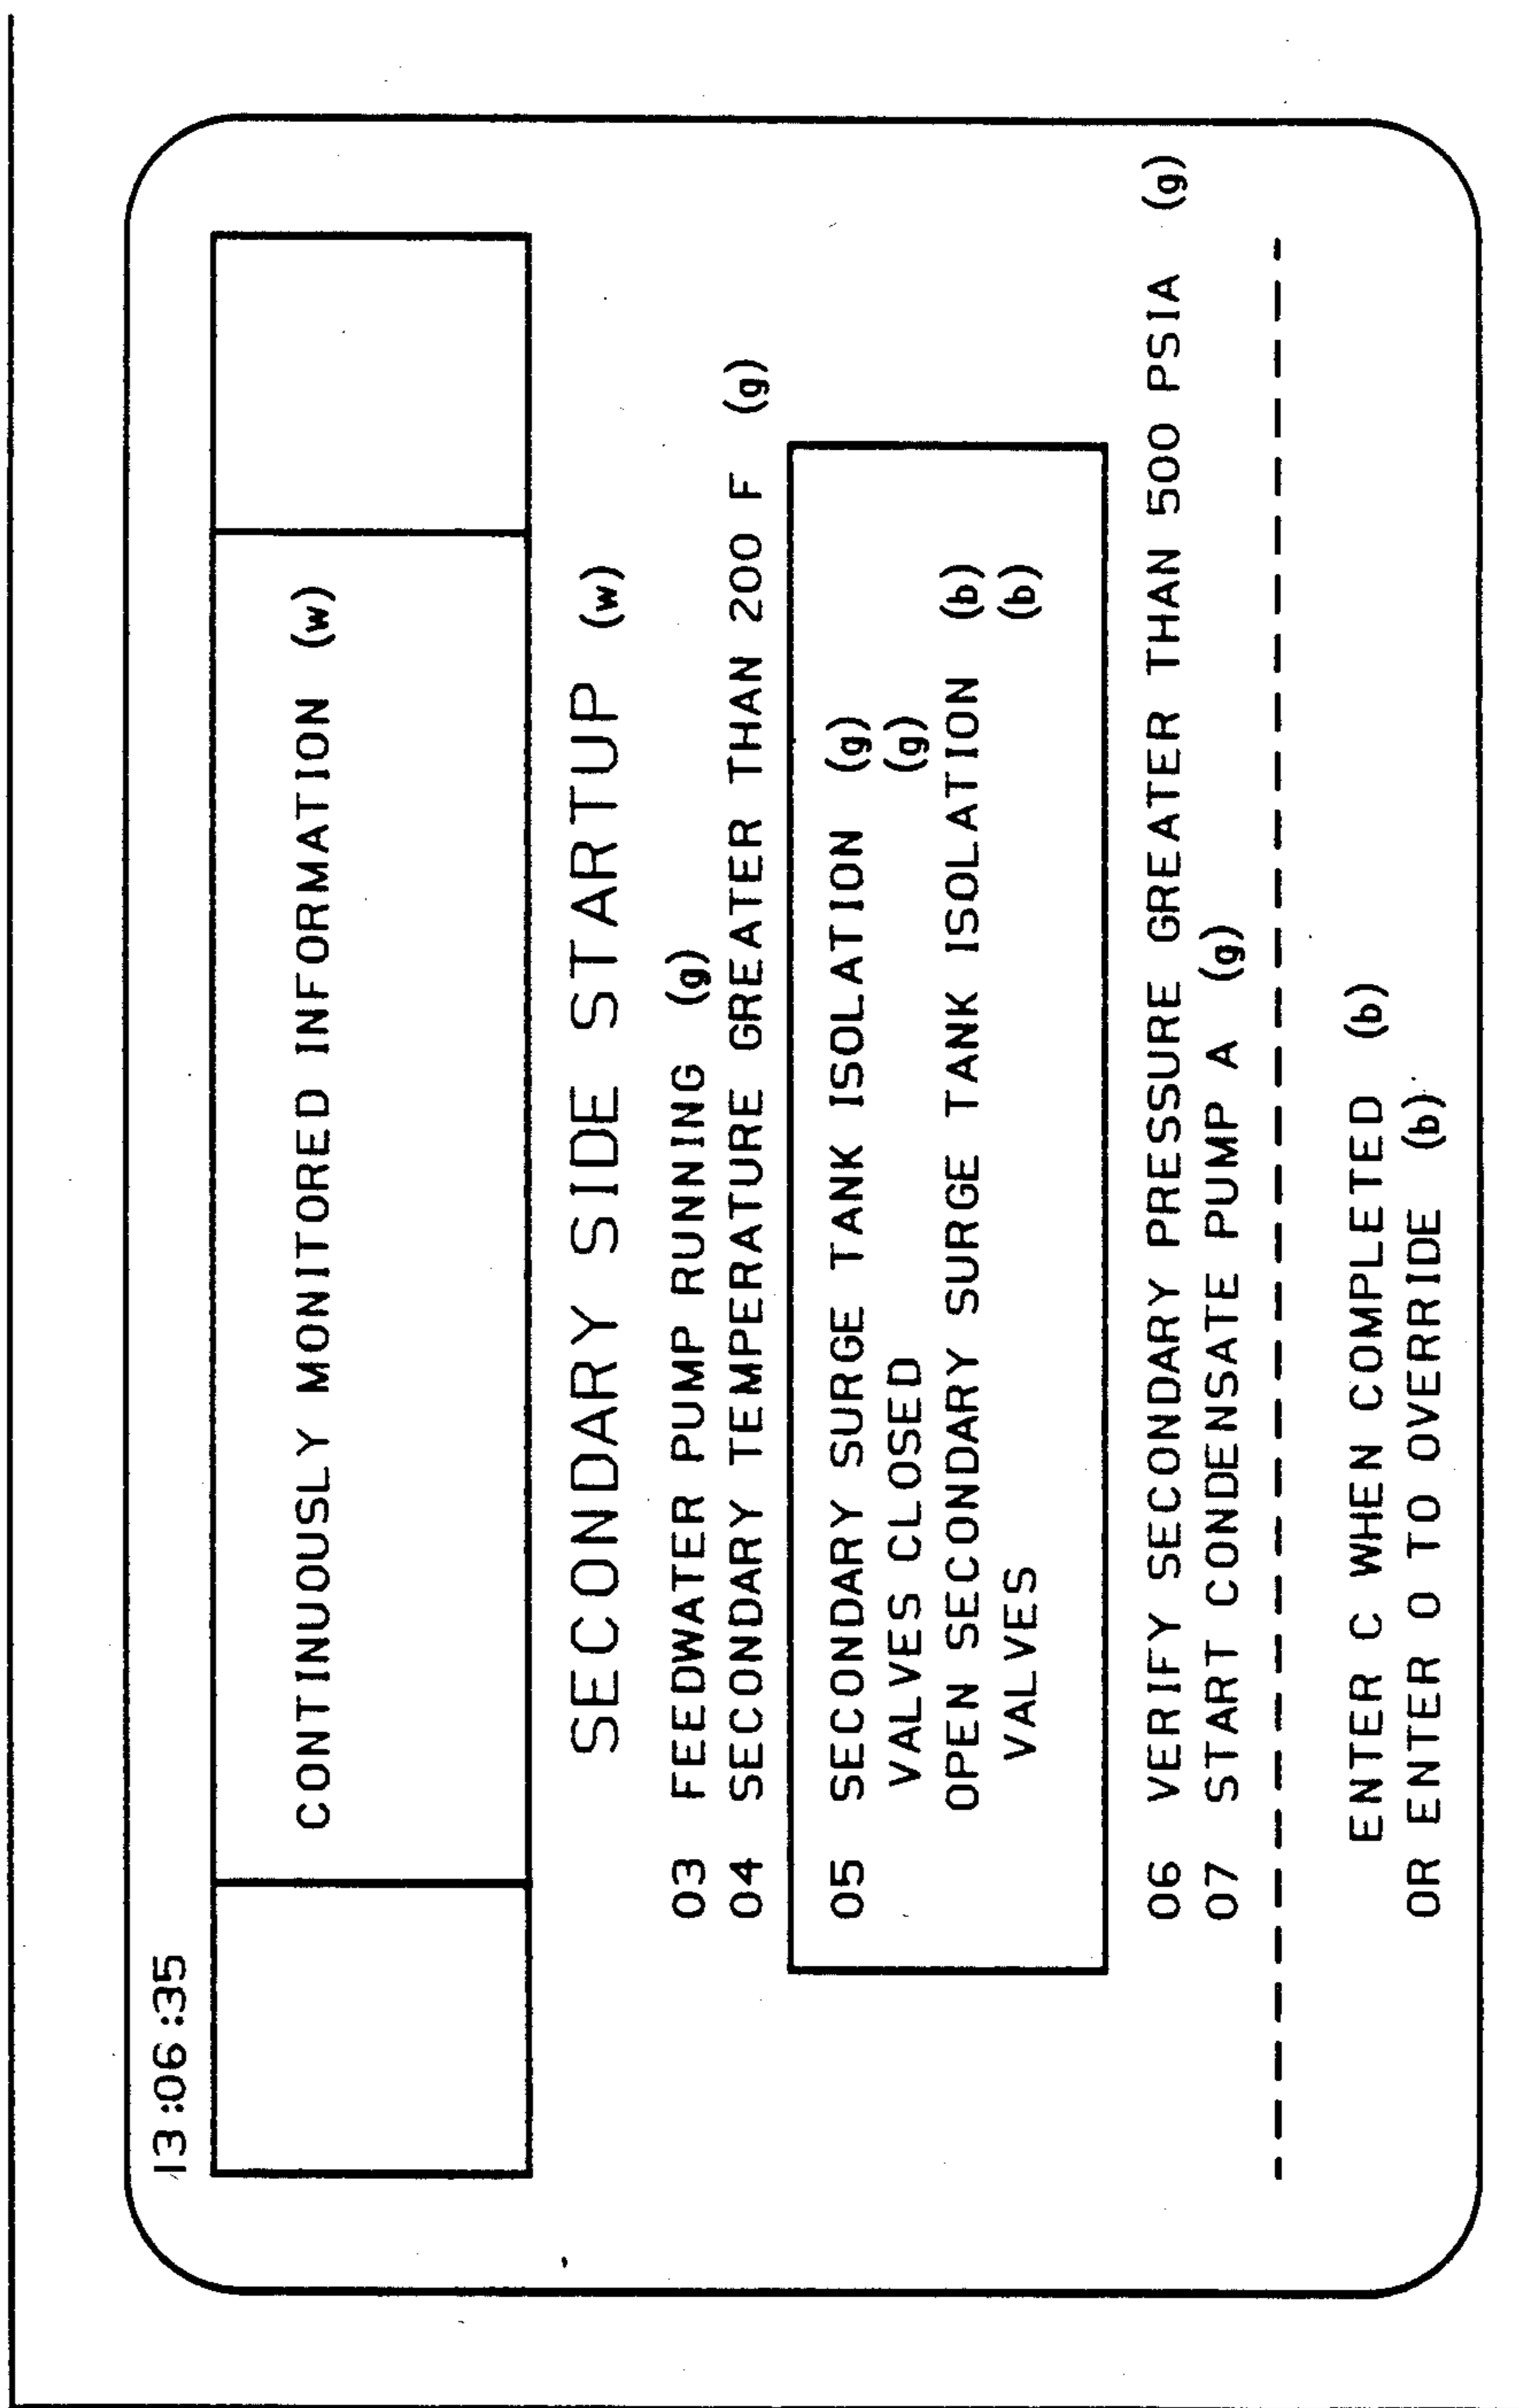 13:06:35
CONTINUOUSLY MONITORED INFORMATION (w)
SECONDARY SIDE STARTUP (w)
03 FEEDWATER PUMP RUNNING (g)
04 SECONDARY TEMPERATURE GREATER THAN 200 F (g)
05 SECONDARY SURGE TANK ISOLATION (g)
VALVES CLOSED (g)
OPEN SECONDARY SURGE TANK ISOLATION (b)
VALVES (b)
06 VERIFY SECONDARY PRESSURE GREATER THAN 500 PSIA (g)
07 START CONDENSATE PUMP A (g)
ENTER C WHEN COMPLETED (b)
OR ENTER O TO OVERRIDE (b)